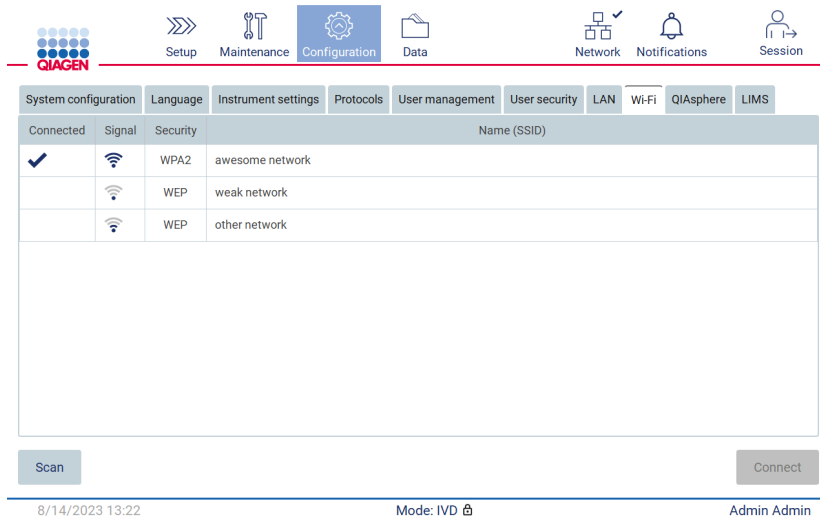 QIAGEN
Setup Maintenance Configuration Data Network Notifications Session
System configuration Language Instrument settings Protocols User management User security LAN Wi-Fi QIAsphere LIMS
Connected Signal Security Name (SSID)
WPA2 awesome network
WEP weak network
WEP other network
Scan Connect
8/14/2023 13:22 Mode: IVD Admin Admin